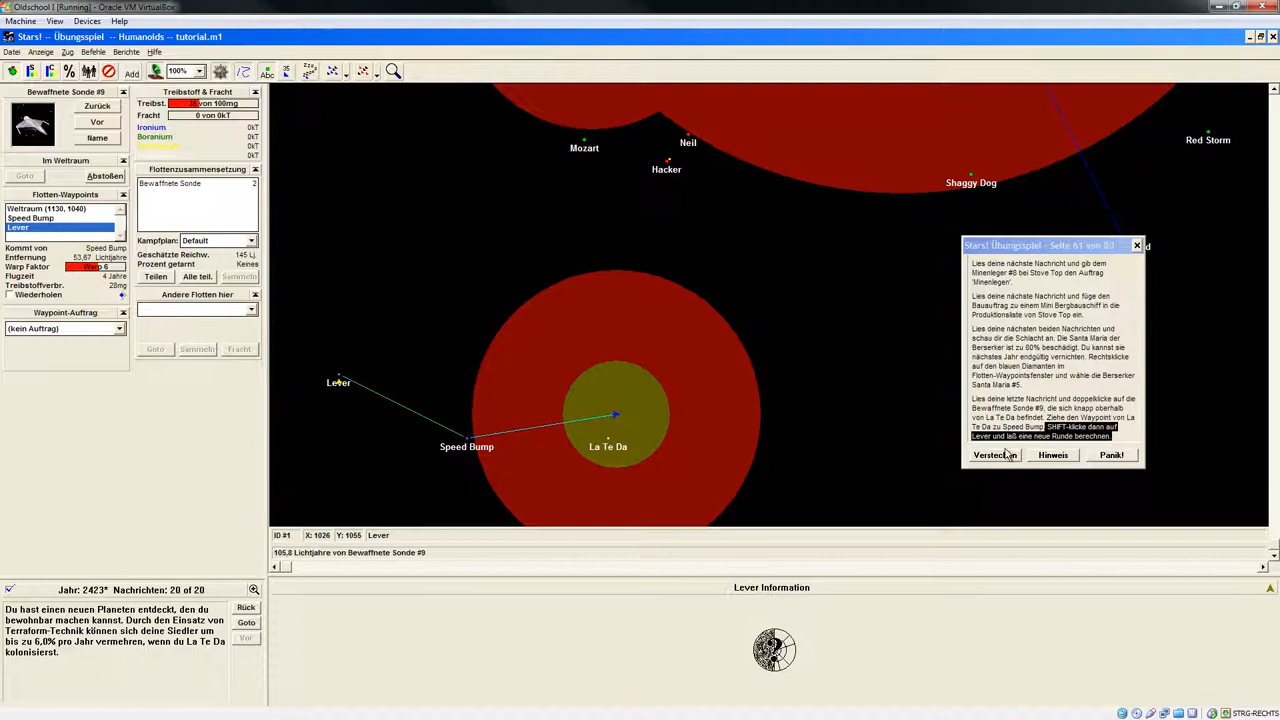 Oldschool I [Running] - Oracle VM VirtualBox
Machine View Devices Help
Stars! -- Übungsspiel -- Humanoids -- tutorial.m1
Datei Anzeige Zug Befehle Berichte Hilfe
Add
100%
Abc
35
Bewaffnete Sonde #9
Zurück
Vor
Name
Im Weltraum
Goto
Abstoßen
Flotten-Waypoints
Weltraum (1130, 1040)
Speed Bump
Lever
Kommt von Speed Bump
Entfernung 53,67 Lichtjahre
Warp Faktor Warp 6
Flugzeit 4 Jahre
Treibstoffverbr. 28mg
Wiederholen
Waypoint-Auftrag
(kein Auftrag)
Treibstoff & Fracht
Treibst. von 100mg
Fracht 0 von 0kT
Ironium 0kT
Boranium 0kT
0kT
0kT
Flottenzusammensetzung
Bewaffnete Sonde 2
Kampfplan: Default
Geschätzte Reichw. 145 Lj.
Prozent getarnt Keines
Teilen
Alle teil.
Sammeln
Andere Flotten hier
Goto
Sammeln
Fracht
Mozart
Neil
Hacker
Shaggy Dog
Red Storm
d
Lever
Speed Bump
La Te Da
Stars! Übungsspiel - Seite 61 von 80
Lies deine nächste Nachricht und gib dem
Minenleger #8 bei Stove Top den Auftrag
'Minenlegen'.
Lies deine nächste Nachricht und füge den
Bauauftrag zu einem Mini Bergbauschiff in die
Produktionsliste von Stove Top ein.
Lies deine nächsten beiden Nachrichten und
schau dir die Schlacht an. Die Santa Maria der
Berserker ist zu 80% beschädigt. Du kannst sie
nächstes Jahr endgültig vernichten. Rechtsklicke
auf den blauen Diamanten im
Flotten-Waypointsfenster und wähle die Berserker
Santa Maria #5.
Lies deine letzte Nachricht und doppelklicke auf die
Bewaffnete Sonde #9, die sich knapp oberhalb
von La Te Da befindet. Ziehe den Waypoint von La
Te Da zu Speed Bump. SHIFT-klicke dann auf
Lever und laß eine neue Runde berechnen.
Verstecken
Hinweis
Panik!
ID #1 X: 1026 Y: 1055 Lever
105,8 Lichtjahre von Bewaffnete Sonde #9
Jahr: 2423* Nachrichten: 20 of 20
Du hast einen neuen Planeten entdeckt, den du
bewohnbar machen kannst. Durch den Einsatz von
Terraform-Technik können sich deine Siedler um
bis zu 6,0% pro Jahr vermehren, wenn du La Te Da
kolonisierst.
Rück
Goto
Vor
Lever Information
STRG-RECHTS